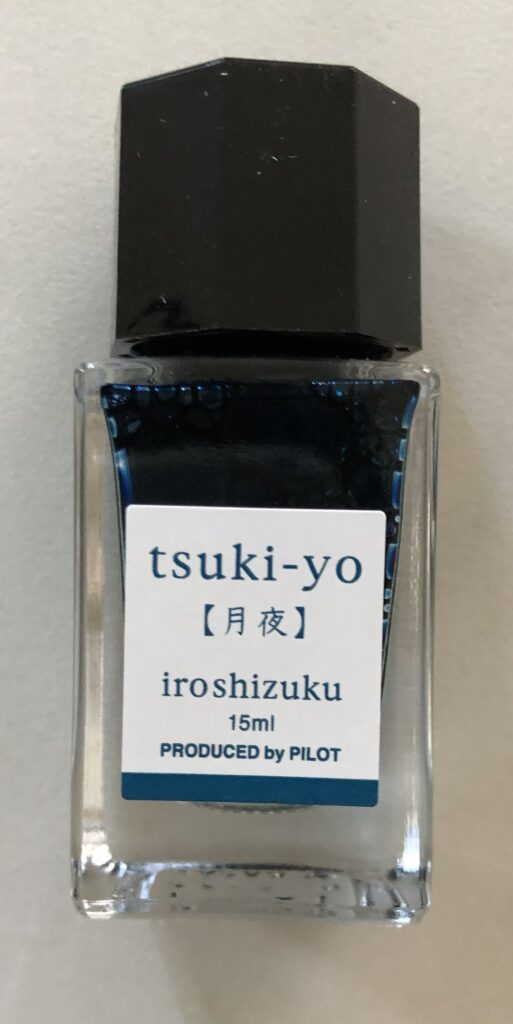 tsuki-yo
【月夜】
iroshizuku
15ml
PRODUCED by PILOT